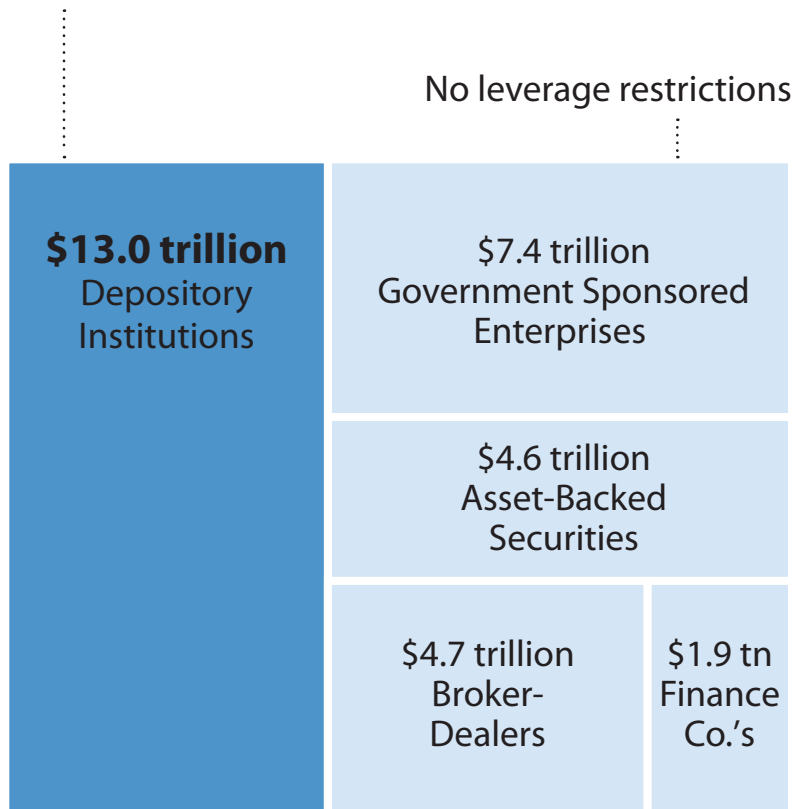 No leverage restrictions
$13.0 trillion
Depository
Institutions
$7.4 trillion
Government Sponsored
Enterprises
$4.6 trillion
Asset-Backed
Securities
$4.7 trillion
Broker-
Dealers
$1.9 tn
Finance
Co.'s